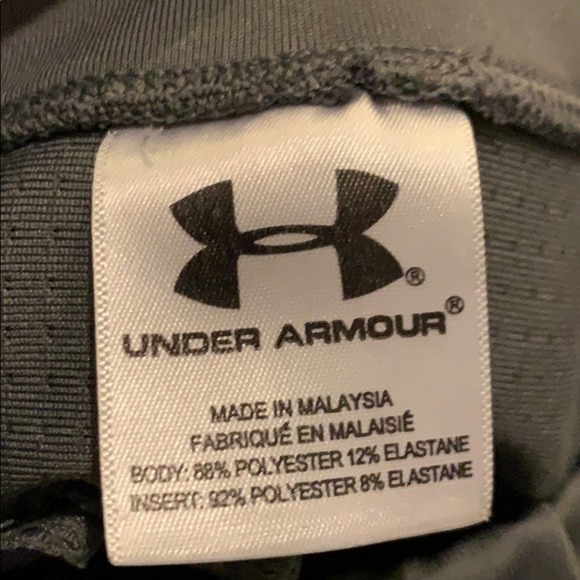 ®
UNDER ARMOUR®
MADE IN MALAYSIA
FABRIQUÉ EN MALAISIÉ
BODY: 88% POLYESTER 12% ELASTANE
INSERT: 92% POLYESTER 8% ELASTANE